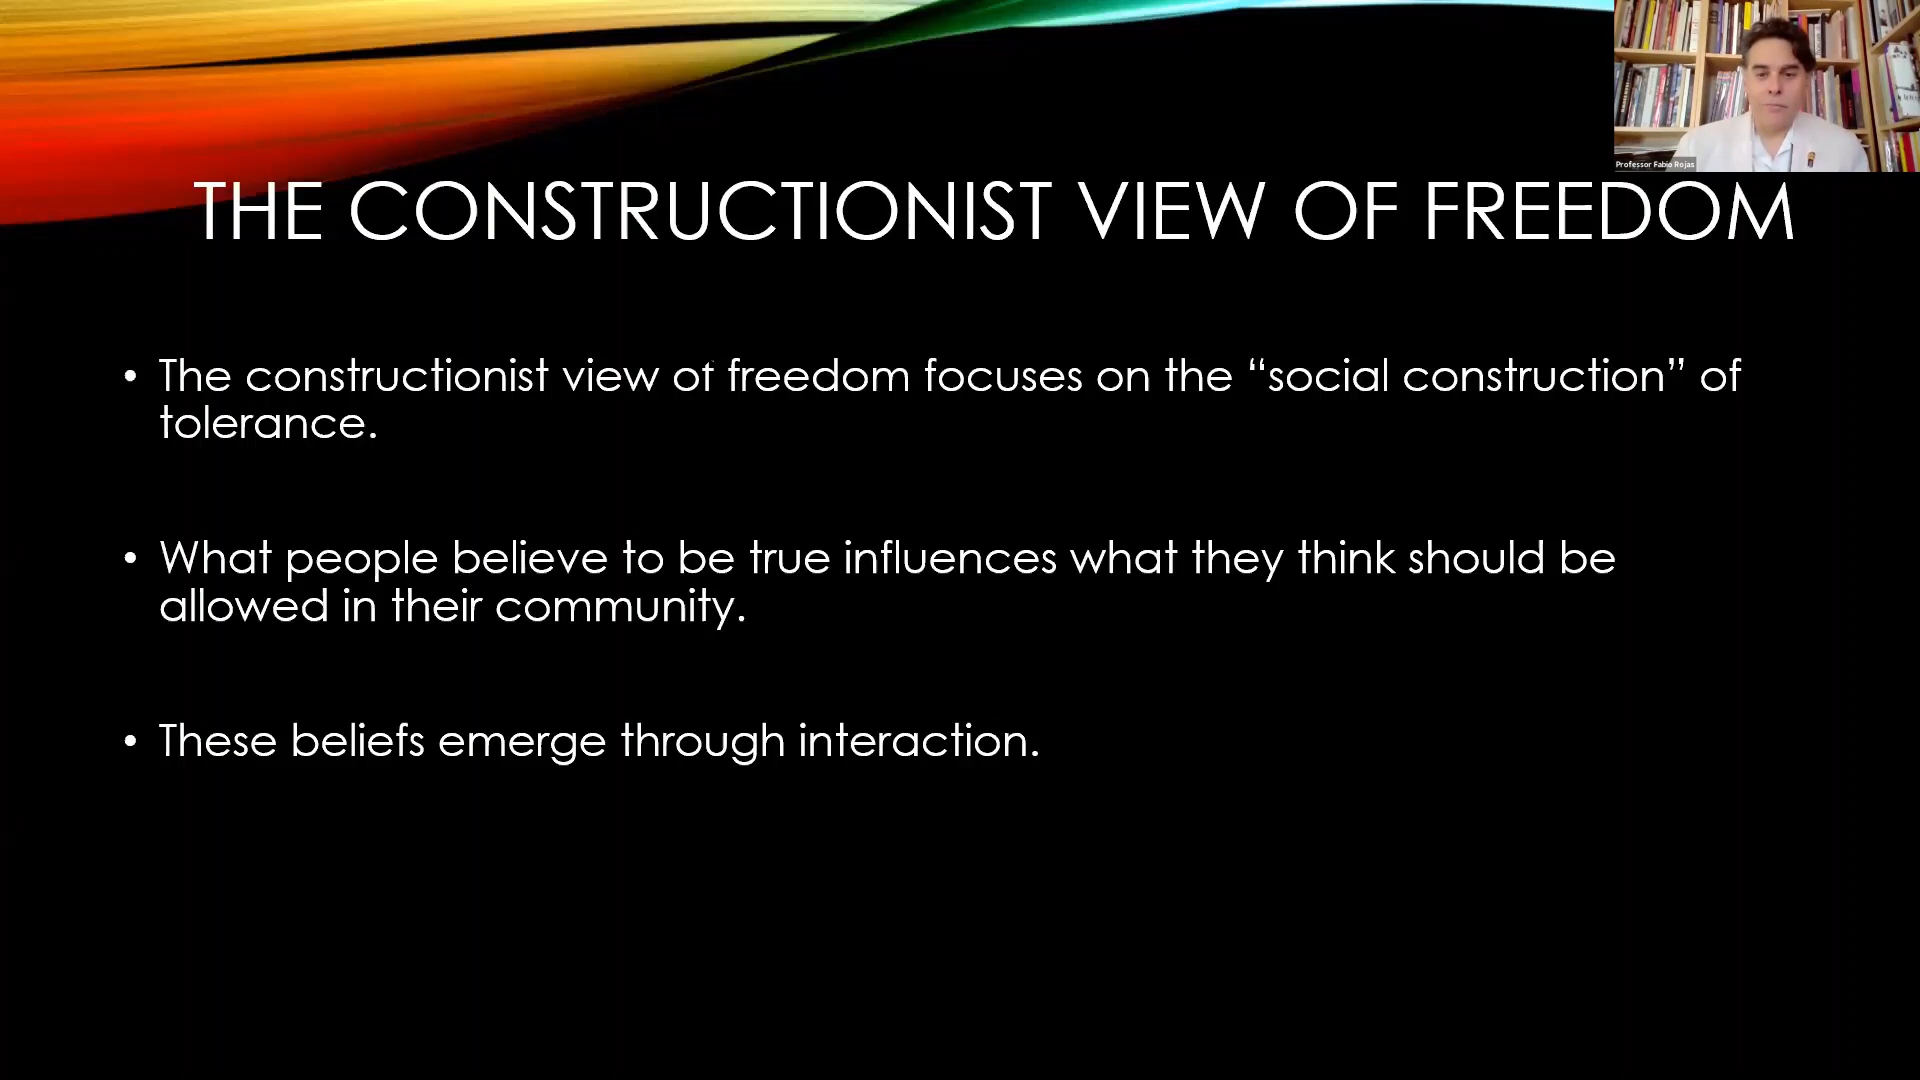 Professor Fabio Rojas
THE CONSTRUCTIONIST VIEW OF FREEDOM
• The constructionist view of freedom focuses on the “social construction” of
tolerance.
• What people believe to be true influences what they think should be
allowed in their community.
• These beliefs emerge through interaction.